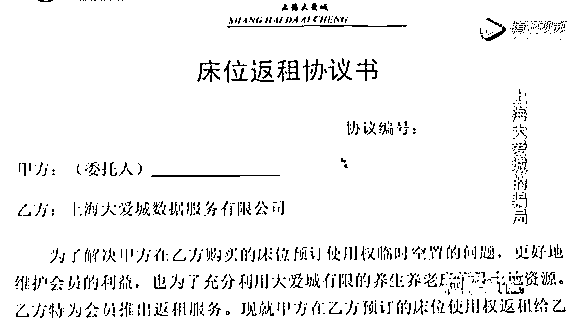 上海大爱城
SHANG HAI DA AI CHENG
床位返租协议书
协议编号：
甲方：（委托人）
乙方：上海大爱城数据服务有限公司
为了解决甲方在乙方购买的床位预订使用权临时空置的问题，更好地
维护会员的利益，也为了充分利用大爱城有限的养生养老 资源。
乙方特为会员推出返租服务。现就甲方在乙方预订的床位使用权返租给乙
上海大爱城的骗局